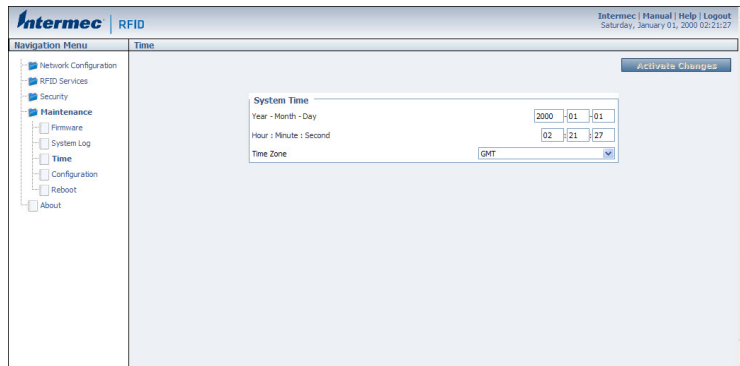 Intermec | RFID
Intermec | Manual | Help | Logout
Saturday, January 01, 2000 02:21:27
Navigation Menu
Time
Network Configuration
RFID Services
Security
Maintenance
Firmware
System Log
Time
Configuration
Reboot
About
Activate Changes
System Time
Year - Month - Day 2000 - 01 - 01
Hour : Minute : Second 02 : 21 : 27
Time Zone GMT